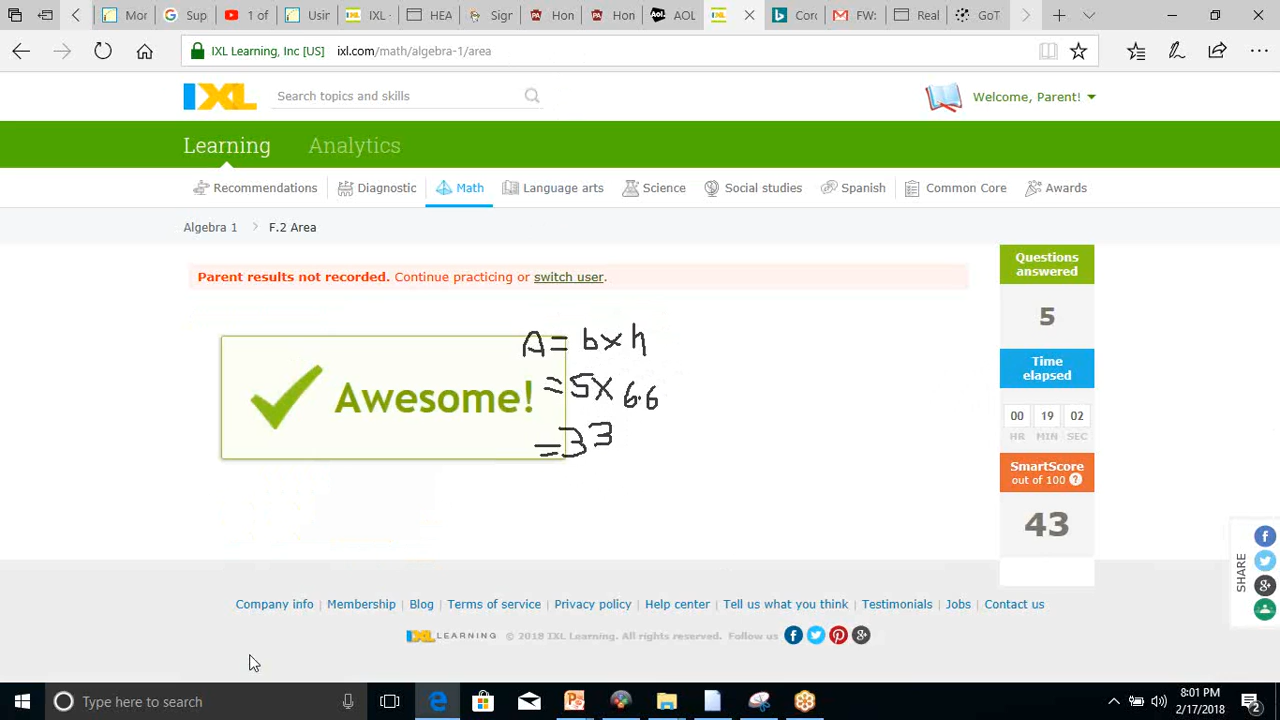 Mor
Sup
1 of
Usir
IXL -
HEA
Sign
Hon
Hon
Aol.
AOL
IXL
Corc
FW:
Real
GoT
IXL Learning, Inc [US]
ixl.com/math/algebra-1/area
IXL
Search topics and skills
Welcome, Parent!
Learning
Analytics
Recommendations
Diagnostic
Math
Language arts
Science
Social studies
Spanish
Common Core
Awards
Algebra 1 > F.2 Area
Parent results not recorded. Continue practicing or switch user.
Awesome!
A = b x h
= 5 x 6.6
= 33
Questions
answered
5
Time
elapsed
00 19 02
HR MIN SEC
SmartScore
out of 100 ?
43
SHARE
Company info | Membership | Blog | Terms of service | Privacy policy | Help center | Tell us what you think | Testimonials | Jobs | Contact us
IXL LEARNING © 2018 IXL Learning. All rights reserved. Follow us
Type here to search
8:01 PM
2/17/2018
2